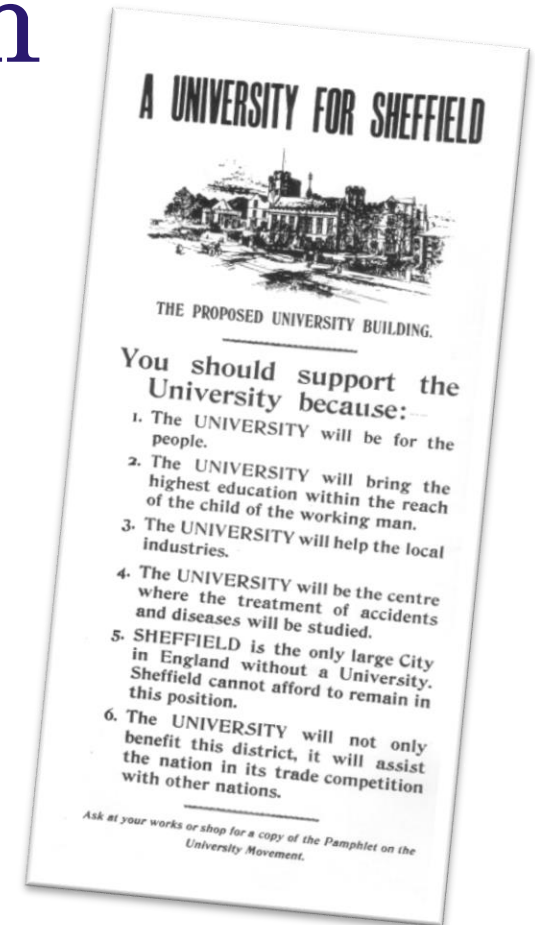 n
A UNIVERSITY FOR SHEFFIELD
THE PROPOSED UNIVERSITY BUILDING.
You should support the
University because:
1. The UNIVERSITY will be for the
people.
2. The UNIVERSITY will bring the
highest education within the reach
of the child of the working man.
3. The UNIVERSITY will help the local
industries.
4. The UNIVERSITY will be the centre
where the treatment of accidents
and diseases will be studied.
5. SHEFFIELD is the only large City
in England without a University.
Sheffield cannot afford to remain in
this position.
6. The UNIVERSITY will not only
benefit this district, it will assist
the nation in its trade competition
with other nations.
Ask at your works or shop for a copy of the Pamphlet on the
University Movement.